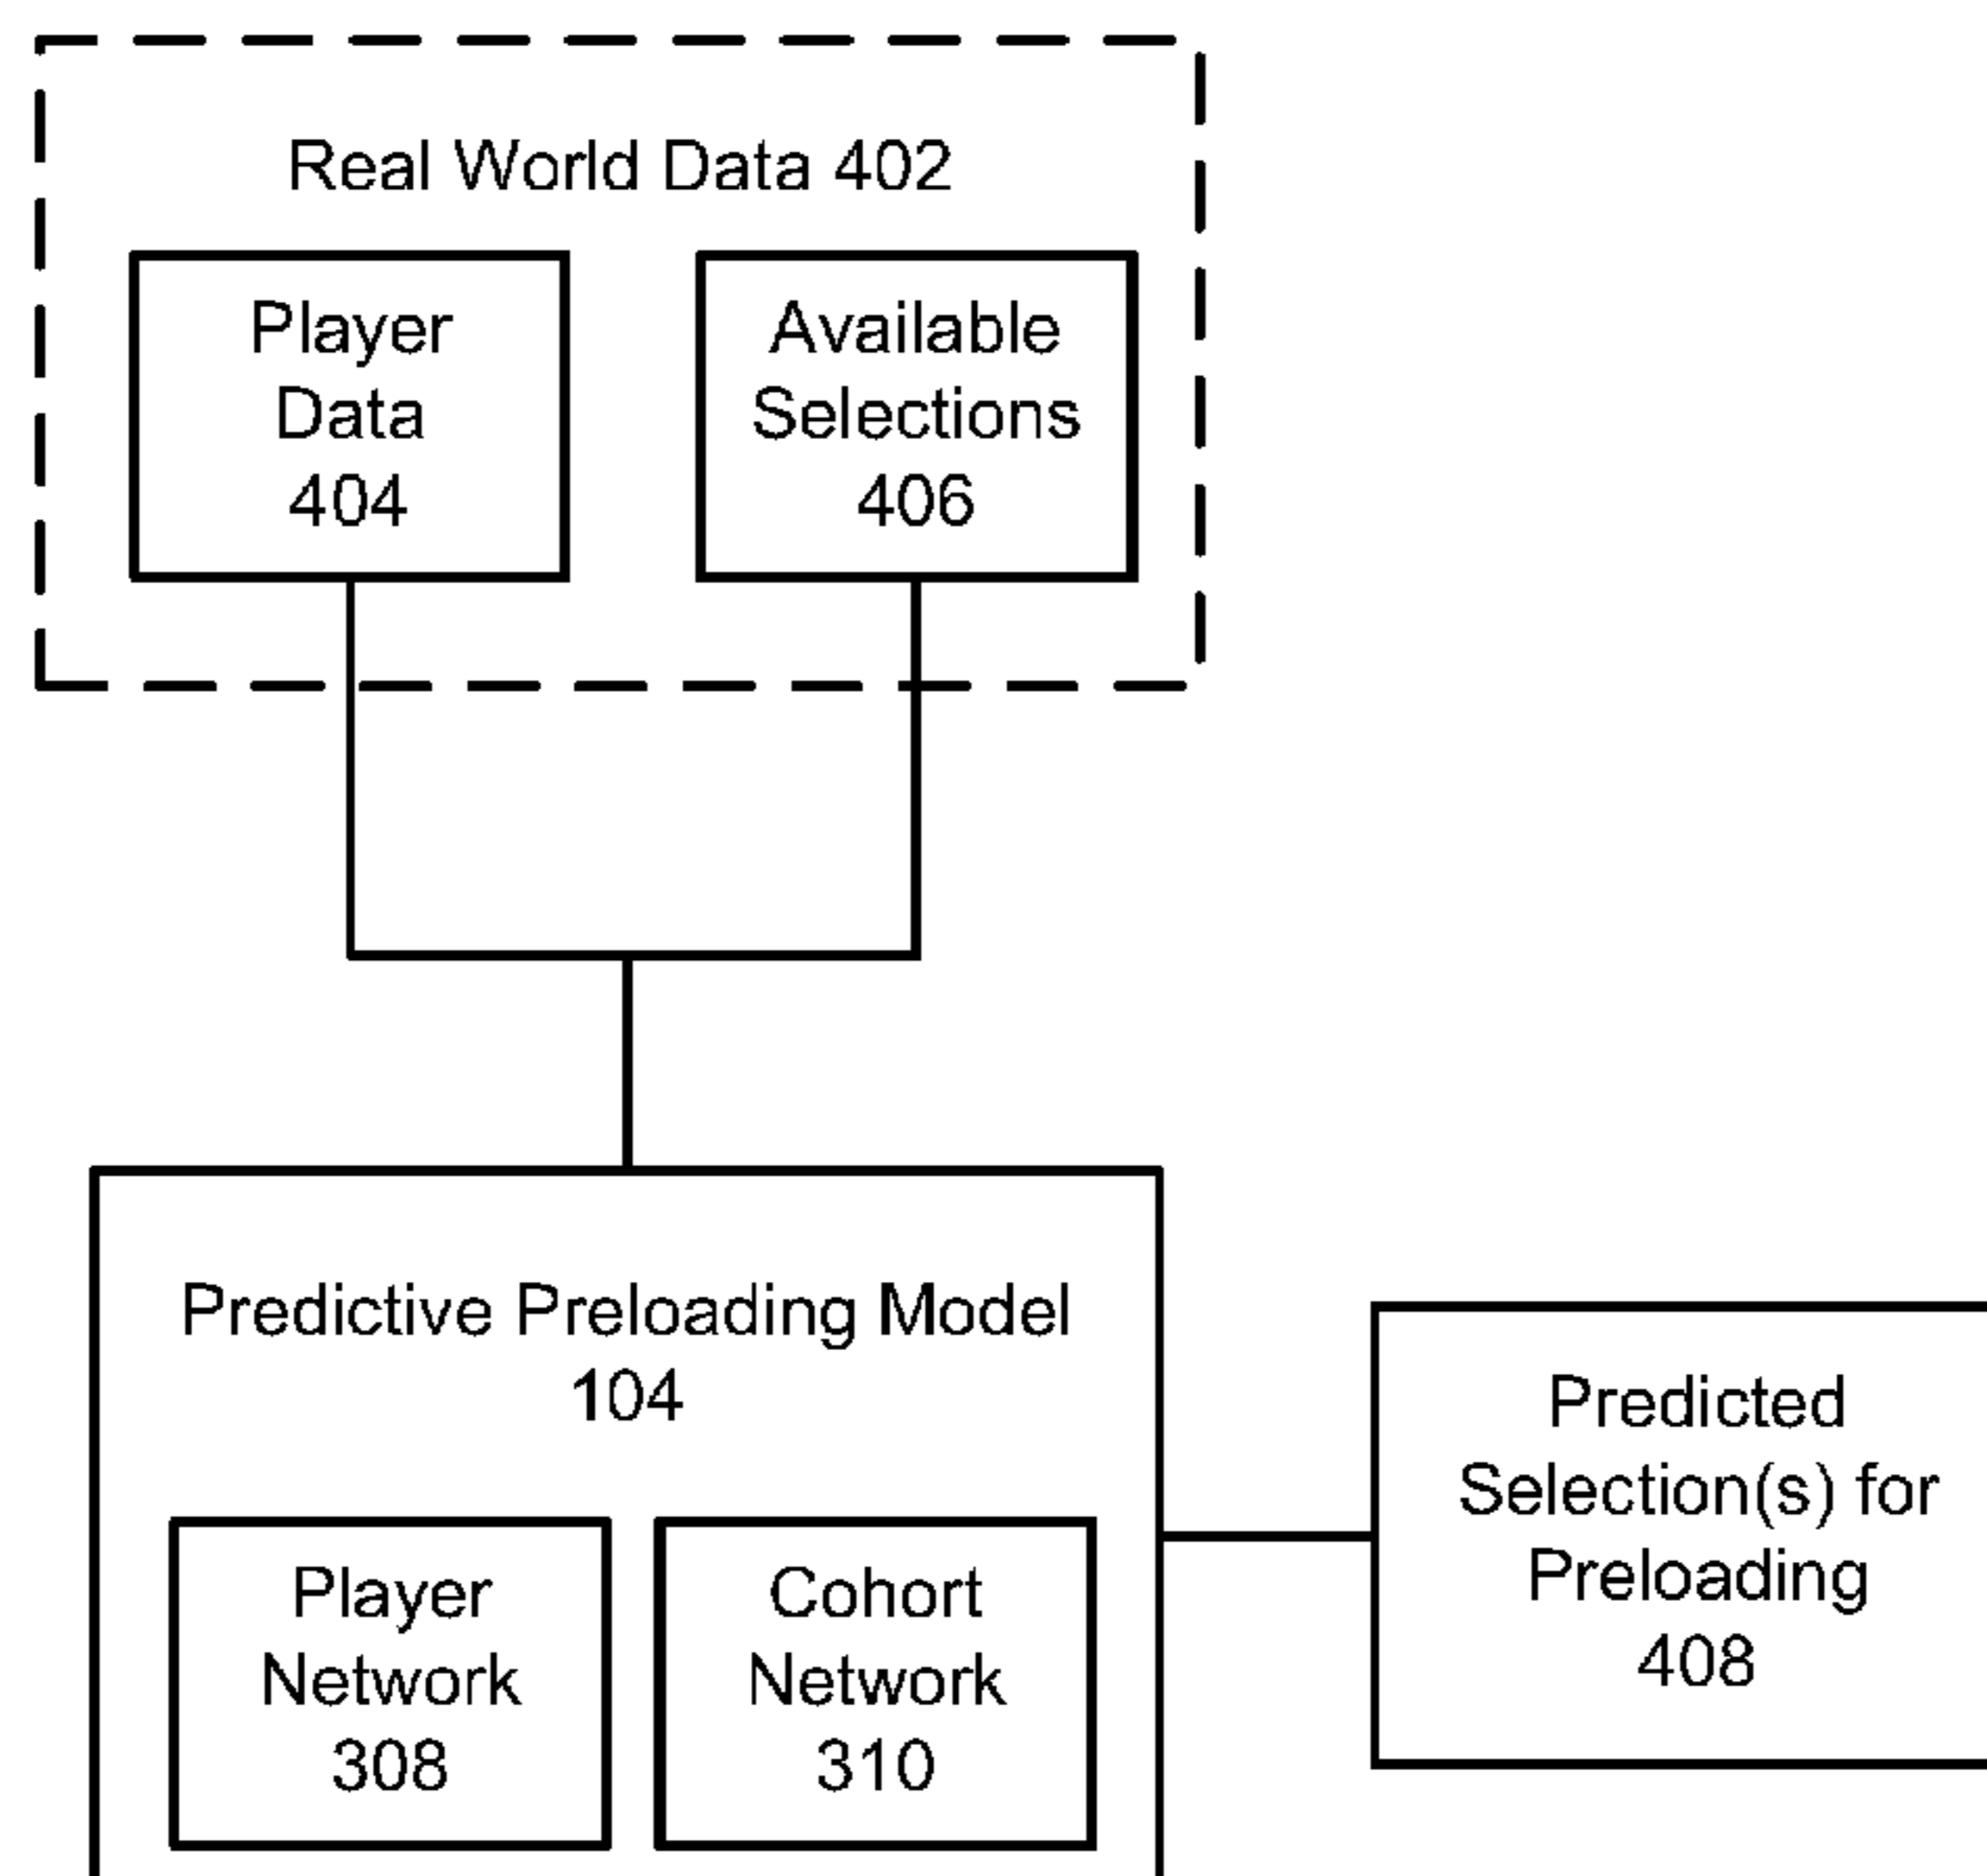 Real World Data 402
Player
Data
404
Available
Selections
406
Predictive Preloading Model
104
Player
Network
308
Cohort
Network
310
Predicted
Selection(s) for
Preloading
408